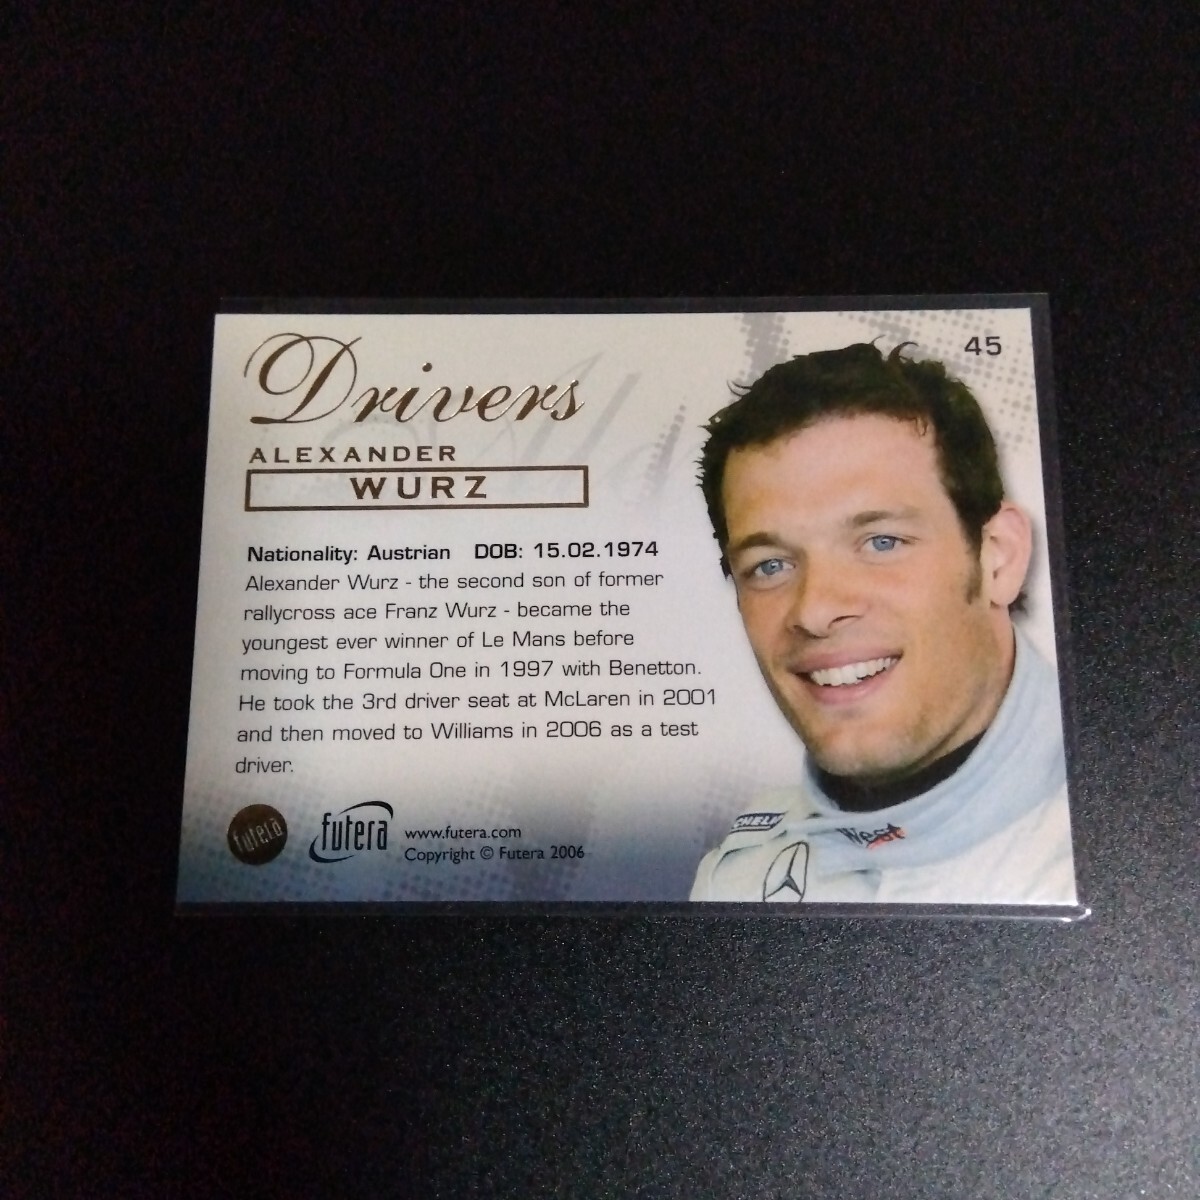 Drivers
45
ALEXANDER
WURZ
Nationality: Austrian DOB: 15.02.1974
Alexander Wurz - the second son of former
rallycross ace Franz Wurz - became the
youngest ever winner of Le Mans before
moving to Formula One in 1997 with Benetton.
He took the 3rd driver seat at McLaren in 2001
and then moved to Williams in 2006 as a test
driver.
futera
futera
www.futera.com
Copyright © Futera 2006
CHELIN
West